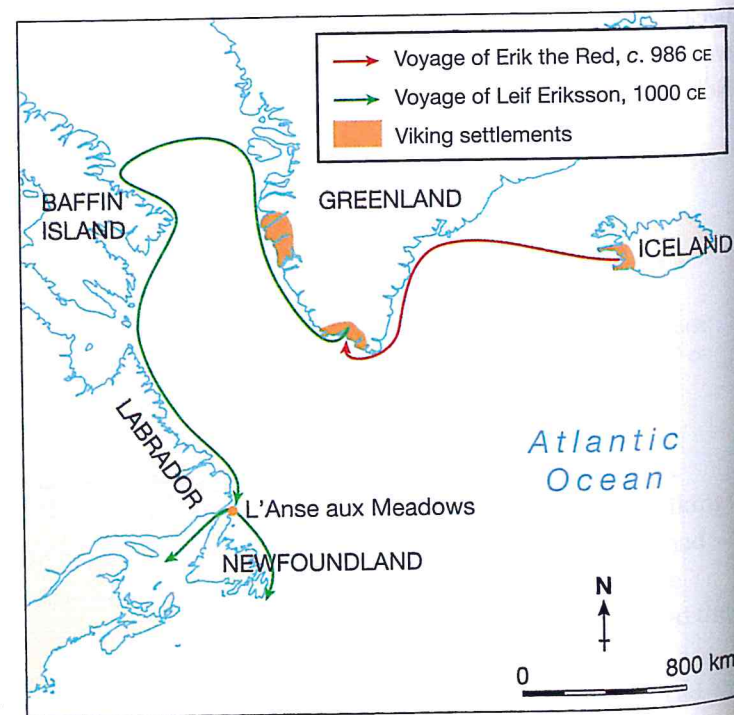 Voyage of Erik the Red, c. 986 CE
Voyage of Leif Eriksson, 1000 CE
Viking settlements
BAFFIN
ISLAND
GREENLAND
ICELAND
LABRADOR
Atlantic
Ocean
L'Anse aux Meadows
NEWFOUNDLAND
N
0
800 km